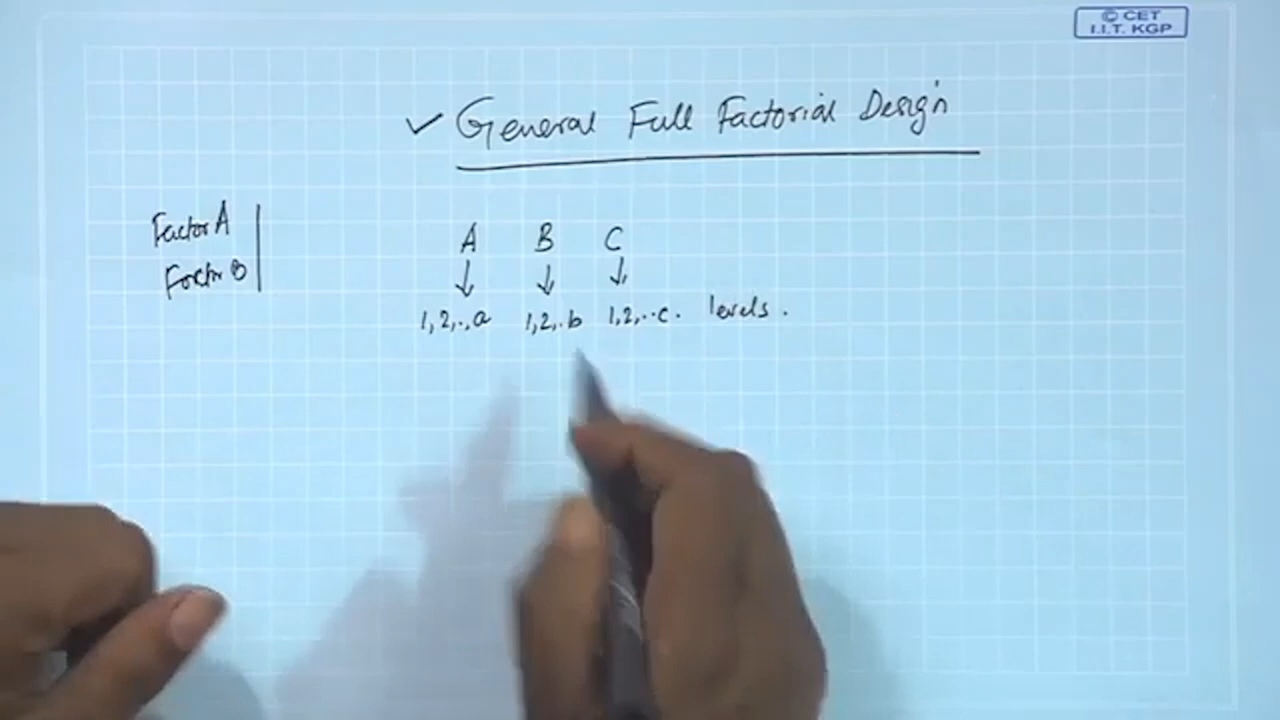 © CET
I.I.T. KGP
✓ General Full Factorial Design
Factor A
Factor B
A B C
↓ ↓ ↓
1,2,..,a 1,2,..b 1,2,..c. levels.